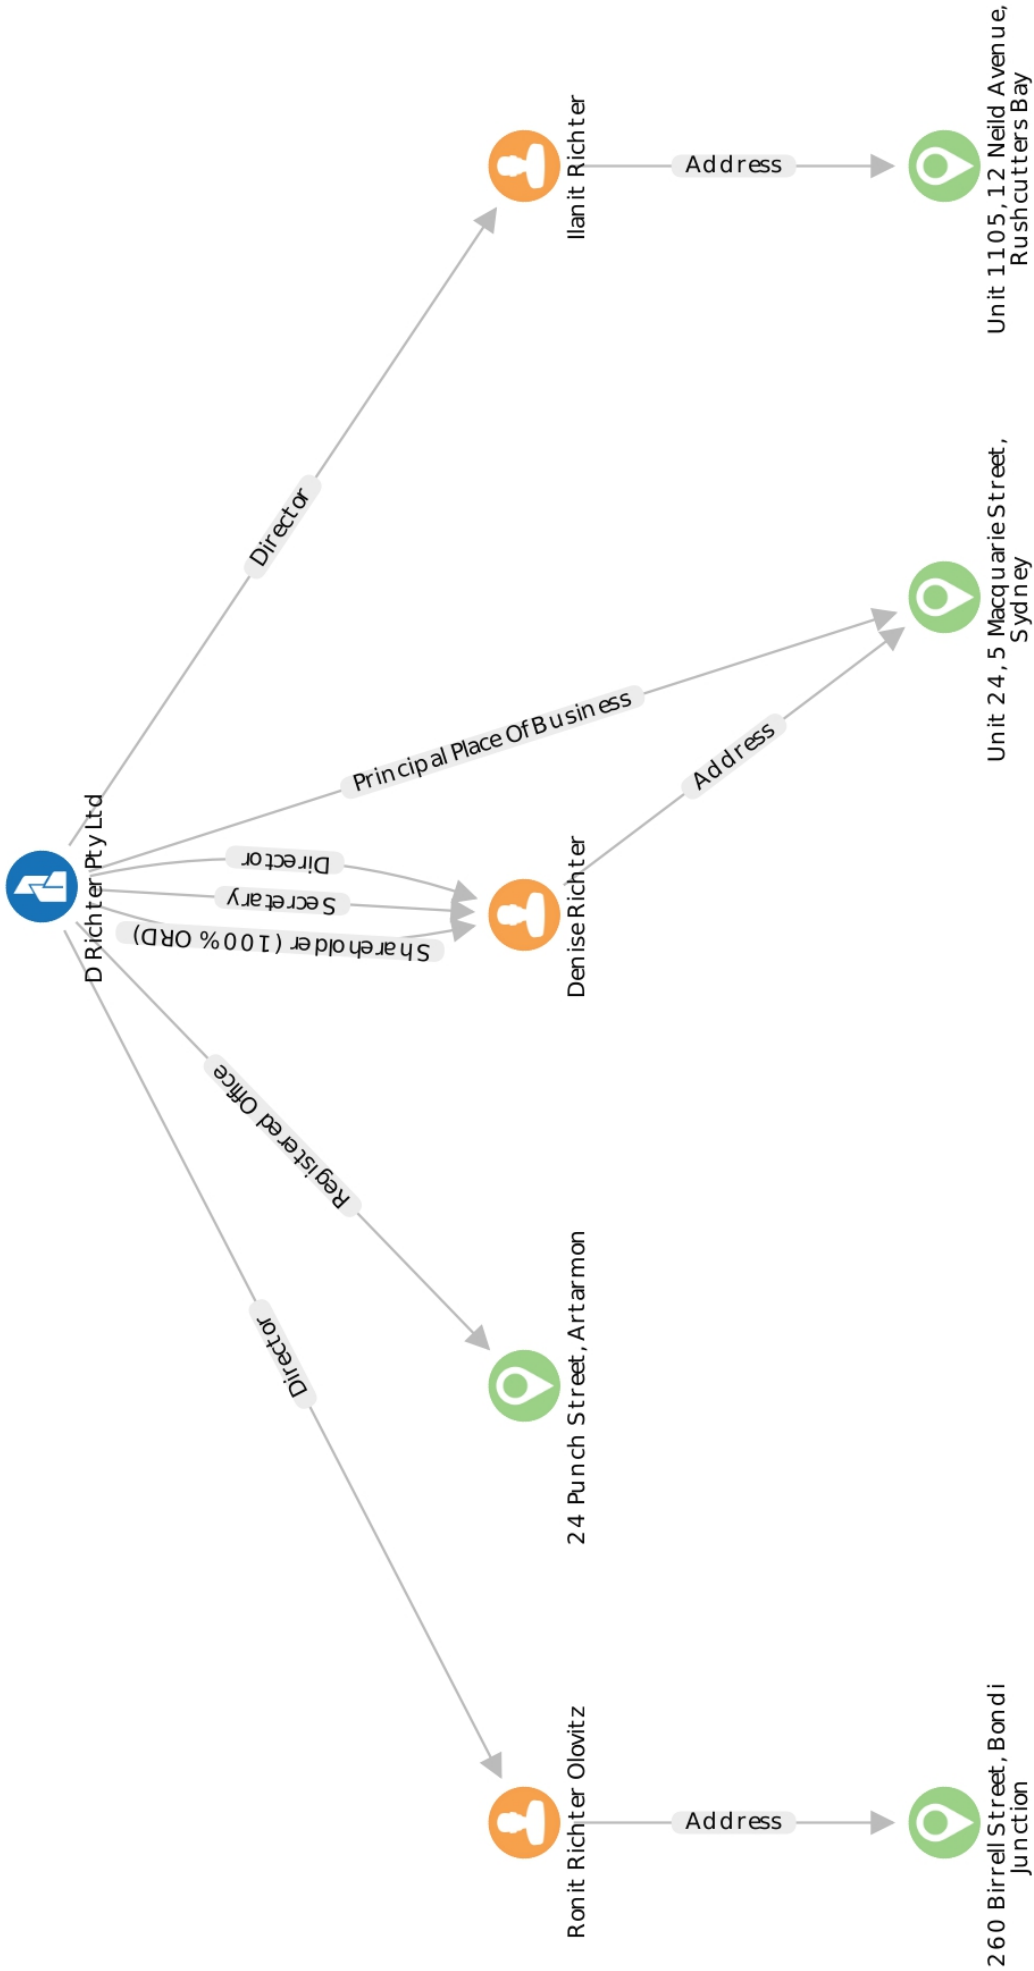 D Richter Pty Ltd
Director
Registered Office
Shareholder (100% ORD)
Secretary
Director
Principal Place Of Business
Director
Ronit Richter Olovitz
24 Punch Street, Artarmon
Denise Richter
Ilanit Richter
Address
Address
Address
260 Birrell Street, Bondi
Junction
Unit 24, 5 Macquarie Street,
Sydney
Unit 1105, 12 Neild Avenue,
Rushcutters Bay